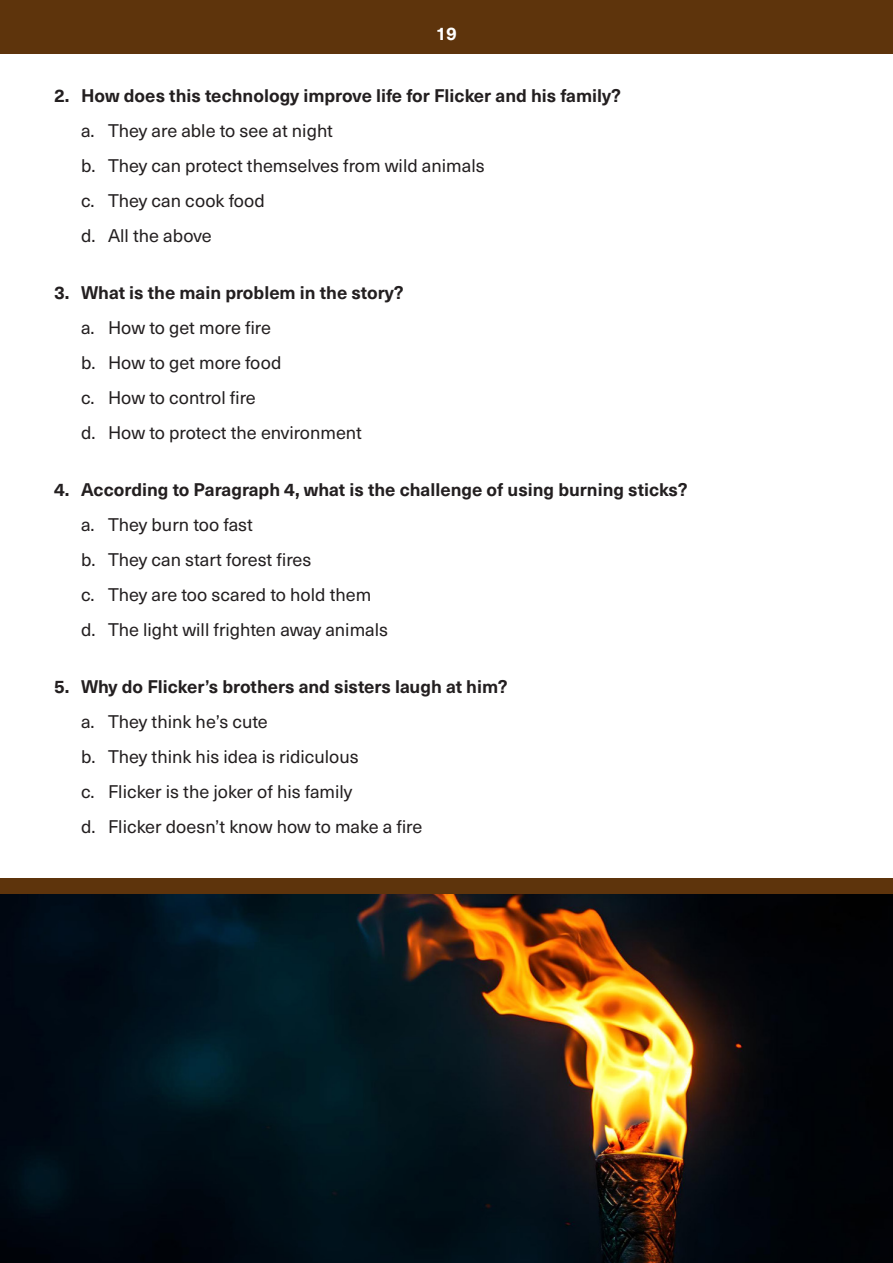 19
2. How does this technology improve life for Flicker and his family?
a. They are able to see at night
b. They can protect themselves from wild animals
c. They can cook food
d. All the above
3. What is the main problem in the story?
a. How to get more fire
b. How to get more food
c. How to control fire
d. How to protect the environment
4. According to Paragraph 4, what is the challenge of using burning sticks?
a. They burn too fast
b. They can start forest fires
c. They are too scared to hold them
d. The light will frighten away animals
5. Why do Flicker’s brothers and sisters laugh at him?
a. They think he’s cute
b. They think his idea is ridiculous
c. Flicker is the joker of his family
d. Flicker doesn’t know how to make a fire